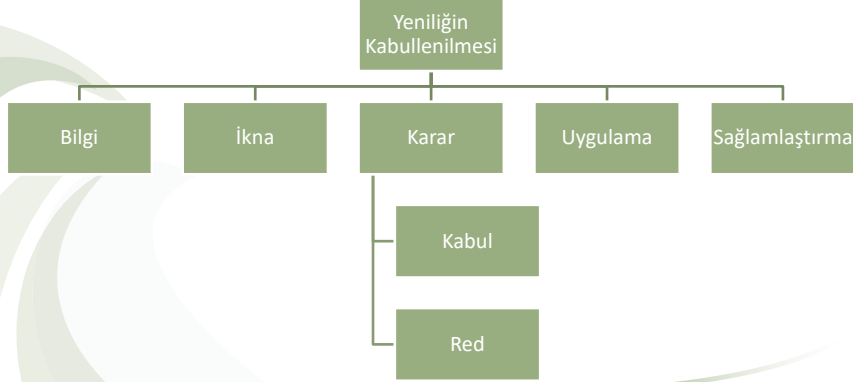 Yeniliğin
Kabullenilmesi
Bilgi
İkna
Karar
Uygulama
Sağlamlaştırma
Kabul
Red